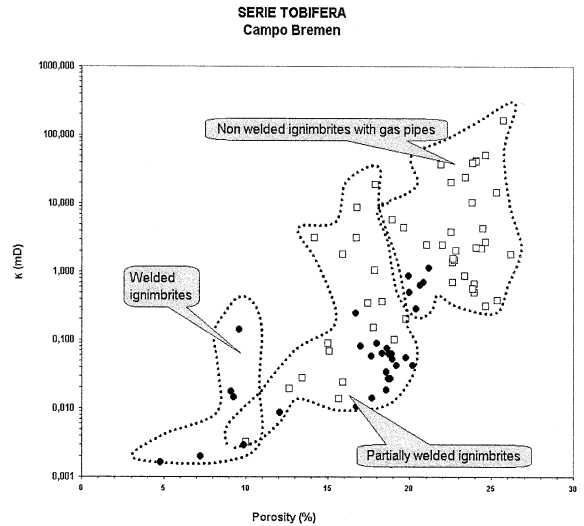 SERIE TOBIFERA
Campo Bremen
1000,000
100,000
10,000
1,000
0,100
0,010
0,001
κ (mD)
Non welded ignimbrites with gas pipes
Welded
ignimbrites
Partially welded ignimbrites
0
5
10
15
20
25
30
Porosity (%)